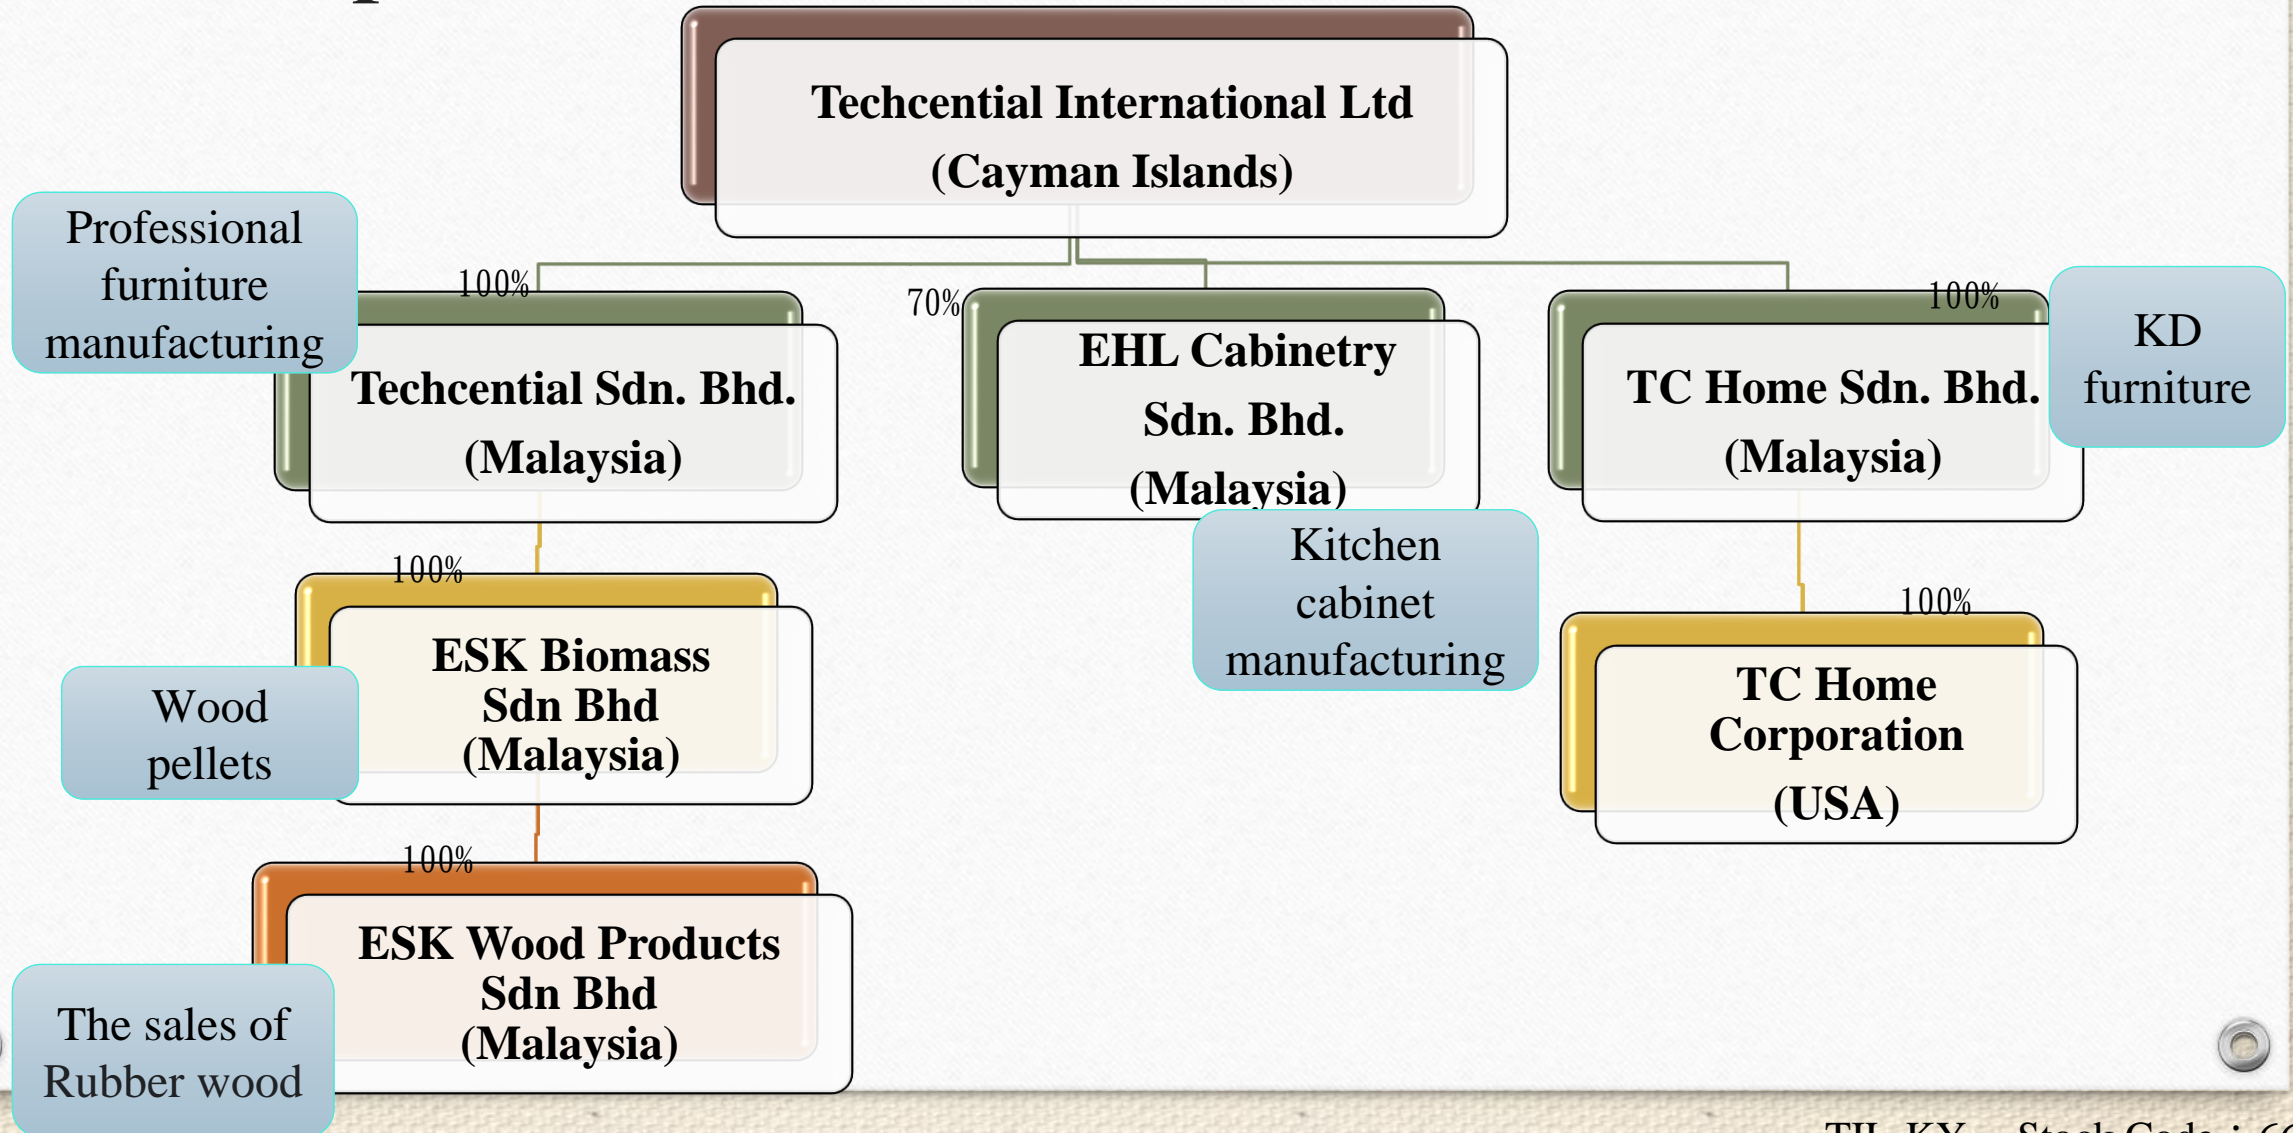 Techcential International Ltd
(Cayman Islands)
Professional
furniture
manufacturing
100%
Techcential Sdn. Bhd.
(Malaysia)
70%
EHL Cabinetry
Sdn. Bhd.
(Malaysia)
Kitchen
cabinet
manufacturing
100%
TC Home Sdn. Bhd.
(Malaysia)
KD
furniture
100%
ESK Biomass
Sdn Bhd
(Malaysia)
Wood
pellets
100%
TC Home
Corporation
(USA)
100%
ESK Wood Products
Sdn Bhd
(Malaysia)
The sales of
Rubber wood